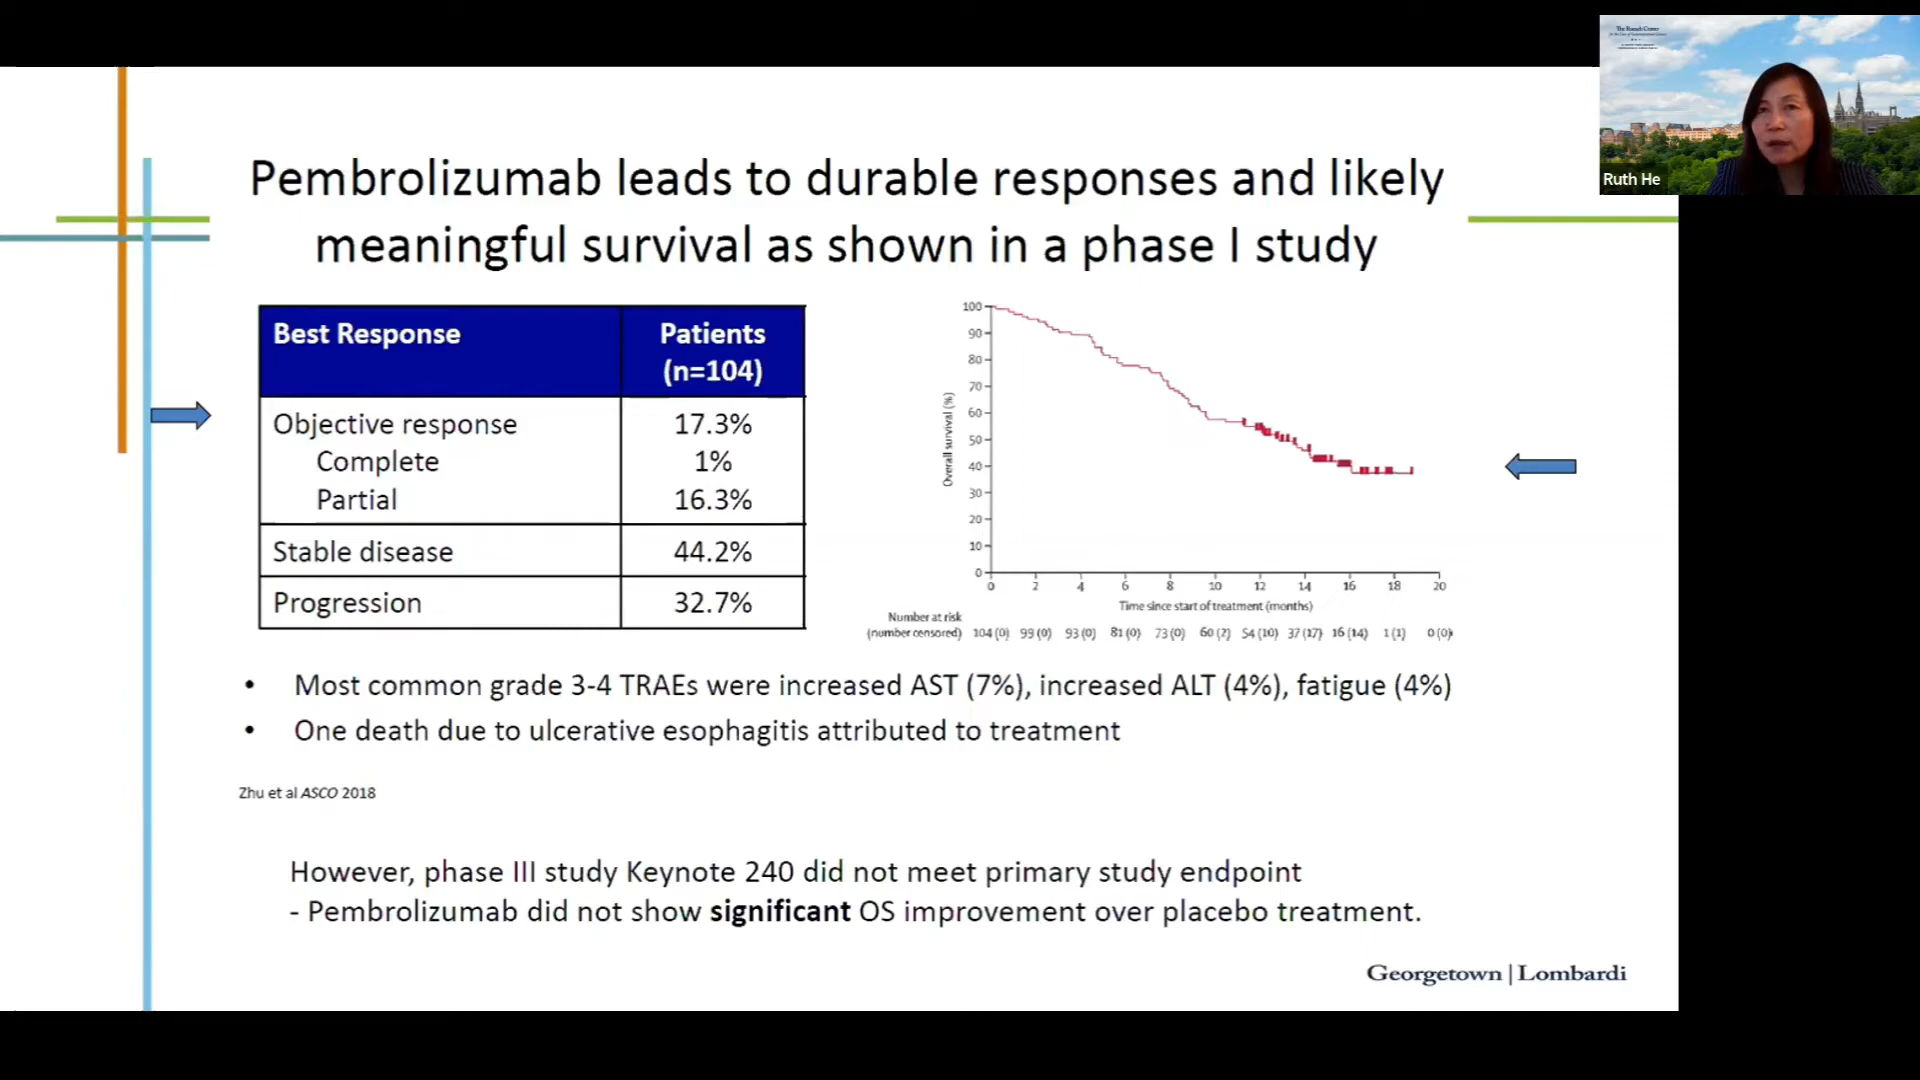 The Ruesch Center
Ruth He
Pembrolizumab leads to durable responses and likely
meaningful survival as shown in a phase I study
Best Response Patients
(n=104)
Objective response 17.3%
Complete 1%
Partial 16.3%
Stable disease 44.2%
Progression 32.7%
Overall survival (%)
100
90
80
70
60
50
40
30
20
10
0
0 2 4 6 8 10 12 14 16 18 20
Time since start of treatment (months)
Number at risk
(number censored) 104 (0) 99 (0) 93 (0) 81 (0) 73 (0) 60 (2) 54 (10) 37 (17) 16 (14) 1 (1) 0 (0)
• Most common grade 3-4 TRAEs were increased AST (7%), increased ALT (4%), fatigue (4%)
• One death due to ulcerative esophagitis attributed to treatment
Zhu et al ASCO 2018
However, phase III study Keynote 240 did not meet primary study endpoint
- Pembrolizumab did not show significant OS improvement over placebo treatment.
Georgetown | Lombardi